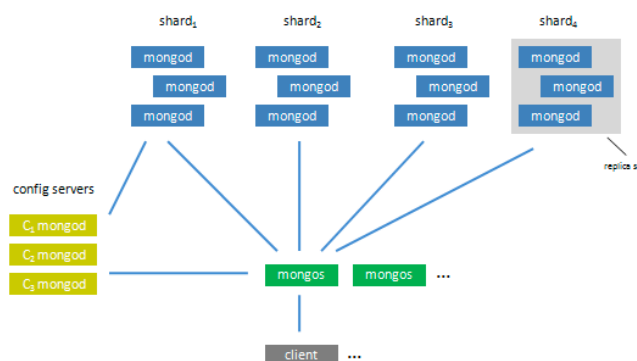 shard₁ shard₂ shard₃ shard₄
mongod mongod mongod mongod
mongod mongod mongod mongod
mongod mongod mongod mongod
replica s
config servers
C₁ mongod
C₂ mongod
C₃ mongod
mongos mongos ...
client ...